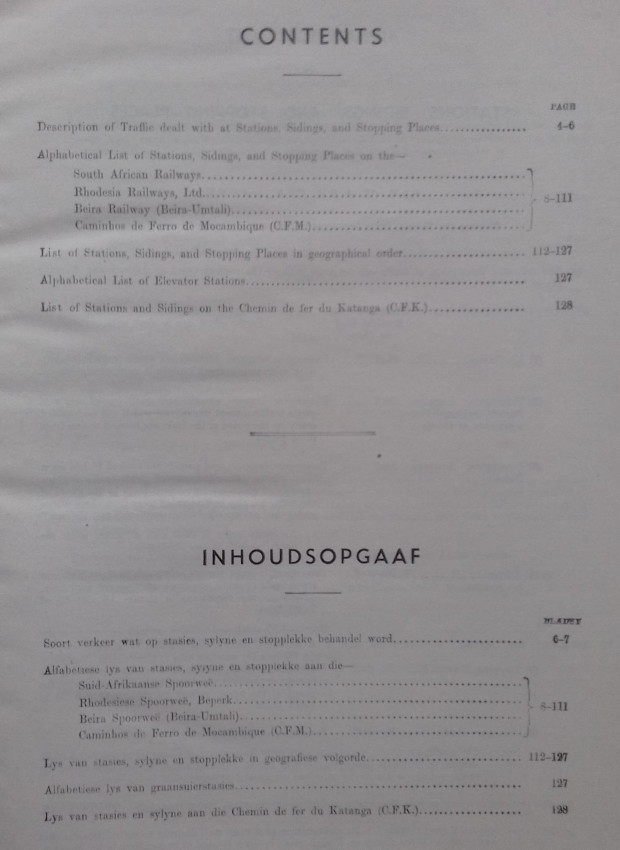 CONTENTS
PAGE
Description of Traffic dealt with at Stations, Sidings, and Stopping Places................ 4–6
Alphabetical List of Stations, Sidings, and Stopping Places on the—
South African Railways
Rhodesia Railways, Ltd.
Beira Railway (Beira-Umtali)
8–111
Caminhos de Ferro de Mocambique (C.F.M.)
List of Stations, Sidings, and Stopping Places in geographical order 112–127
Alphabetical List of Elevator Stations 127
List of Stations and Sidings on the Chemin de fer du Katanga (C.F.K.) 128
INHOUDSOPGAAF
BLADSY
Soort verkeer wat op stasies, sylyne en stopplekke behandel word 6–7
Alfabetiese lys van stasies, sylyne en stopplekke aan die—
Suid-Afrikaanse Spoorweë
Rhodesiese Spoorweë, Beperk
8–111
Beira Spoorweë (Beira-Umtali)
Caminhos de Ferro de Mocambique (C.F.M.)
Lys van stasies, sylyne en stopplekke in geografiese volgorde 112–127
Alfabetiese lys van graansuierstasies 127
Lys van stasies en sylyne aan die Chemin de fer du Katanga (C.F.K.) 128